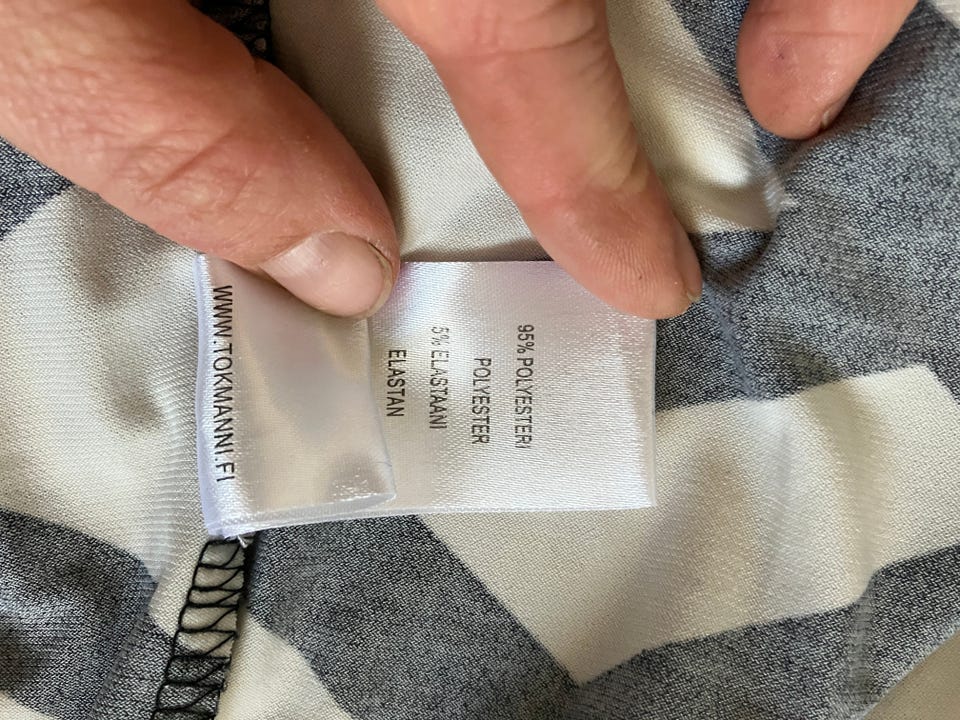 95% POLYESTERI
POLYESTER
5% ELASTAANI
ELASTAN
WWW.TOKMANNI.FI